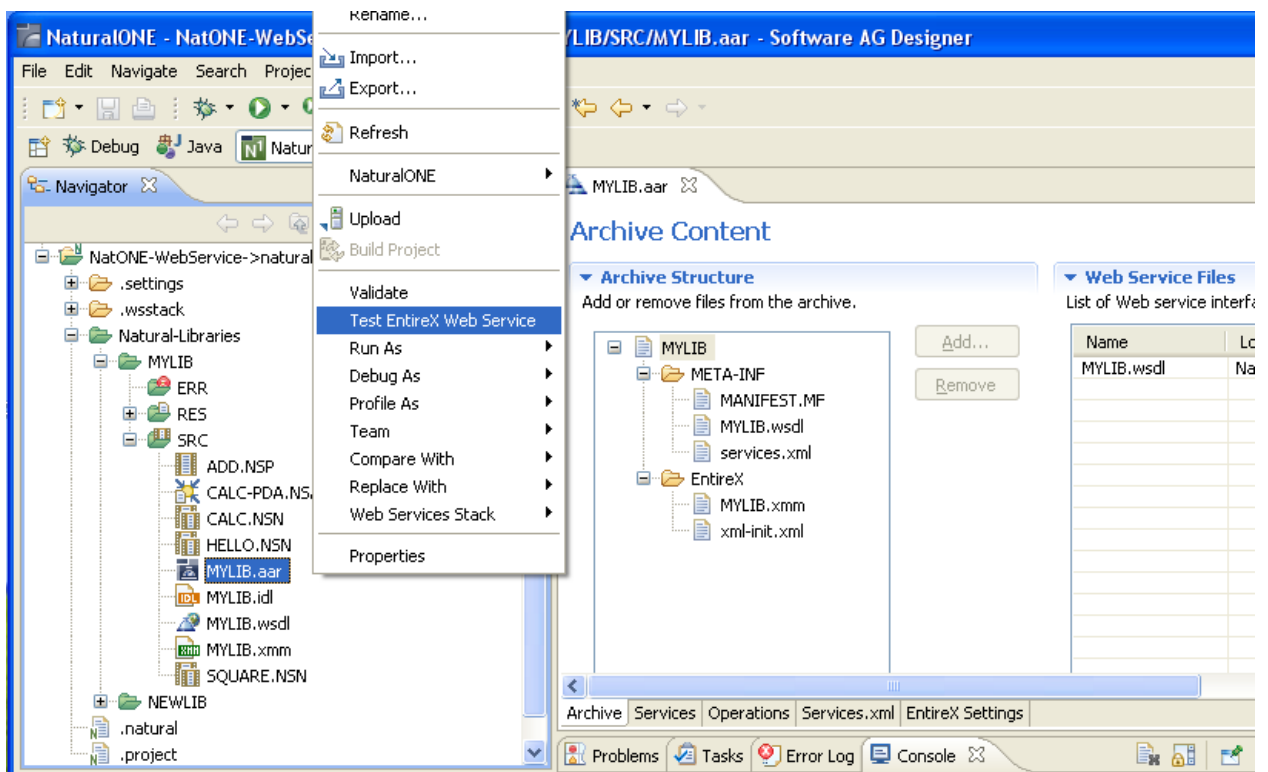 NaturalONE - NatONE-WebSe
YLIB/SRC/MYLIB.aar - Software AG Designer
File Edit Navigate Search Projec
Debug Java N1 Natur
Navigator
NatONE-WebService->natural
.settings
.wsstack
Natural-Libraries
MYLIB
ERR
RES
SRC
ADD.NSP
CALC-PDA.NS
CALC.NSN
HELLO.NSN
MYLIB.aar
MYLIB.idl
MYLIB.wsdl
MYLIB.xmm
SQUARE.NSN
NEWLIB
.natural
.project
Rename...
Import...
Export...
Refresh
NaturalONE
Upload
Build Project
Validate
Test EntireX Web Service
Run As
Debug As
Profile As
Team
Compare With
Replace With
Web Services Stack
Properties
MYLIB.aar
Archive Content
Archive Structure
Add or remove files from the archive.
MYLIB
META-INF
MANIFEST.MF
MYLIB.wsdl
services.xml
EntireX
MYLIB.xmm
xml-init.xml
Add...
Remove
Web Service Files
List of Web service interfa
Name Lo
MYLIB.wsdl Na
Archive Services Operations Services.xml EntireX Settings
Problems Tasks Error Log Console